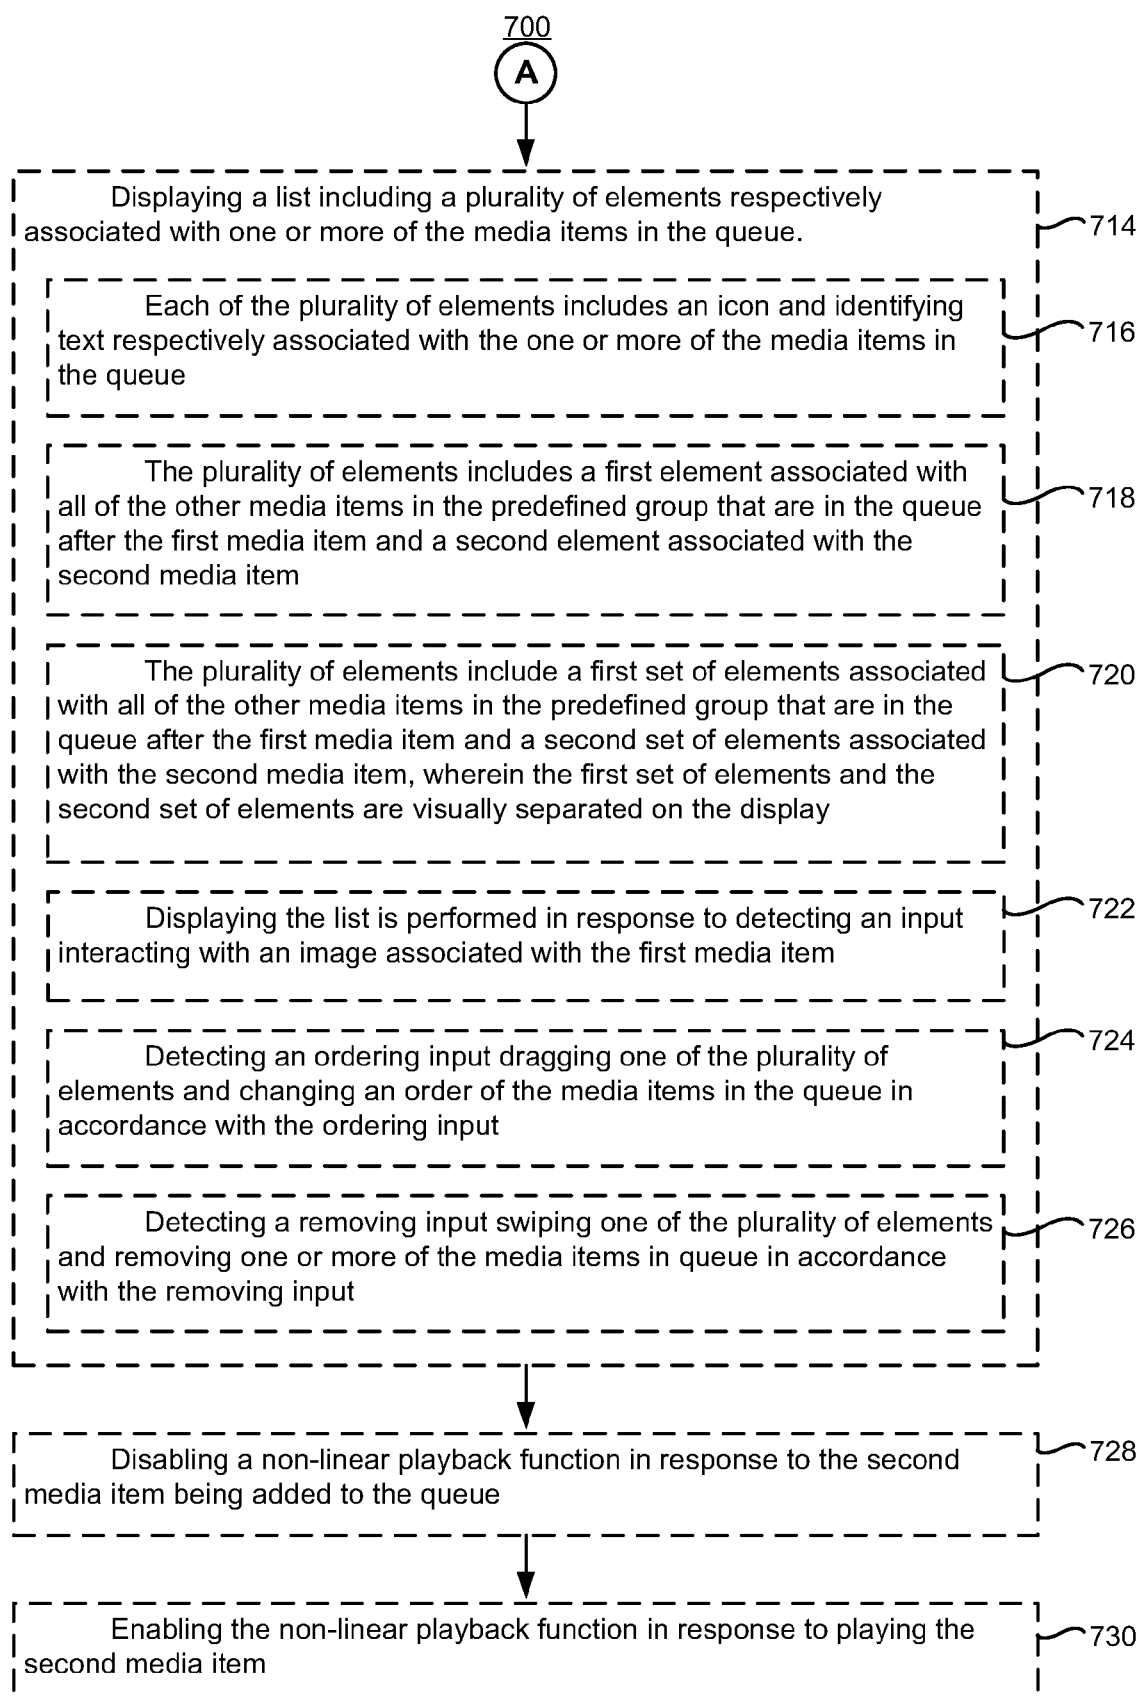 700
A
Displaying a list including a plurality of elements respectively
associated with one or more of the media items in the queue.
714
Each of the plurality of elements includes an icon and identifying
text respectively associated with the one or more of the media items in
the queue
716
The plurality of elements includes a first element associated with
all of the other media items in the predefined group that are in the queue
after the first media item and a second element associated with the
second media item
718
The plurality of elements include a first set of elements associated
with all of the other media items in the predefined group that are in the
queue after the first media item and a second set of elements associated
with the second media item, wherein the first set of elements and the
second set of elements are visually separated on the display
720
Displaying the list is performed in response to detecting an input
interacting with an image associated with the first media item
722
Detecting an ordering input dragging one of the plurality of
elements and changing an order of the media items in the queue in
accordance with the ordering input
724
Detecting a removing input swiping one of the plurality of elements
and removing one or more of the media items in queue in accordance
with the removing input
726
Disabling a non-linear playback function in response to the second
media item being added to the queue
728
Enabling the non-linear playback function in response to playing the
second media item
730